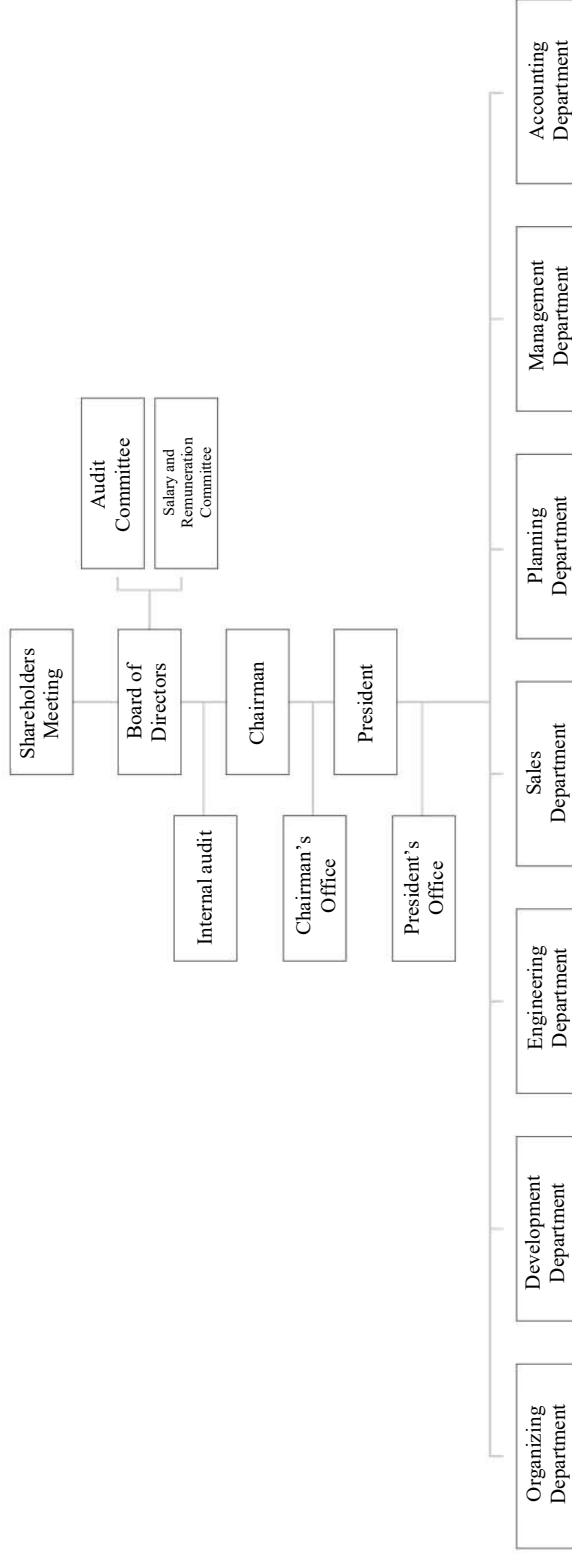 Shareholders
Meeting
Board of
Directors
Audit
Committee
Salary and
Remuneration
Committee
Internal audit
Chairman
Chairman’s
Office
President
President’s
Office
Organizing
Department
Development
Department
Engineering
Department
Sales
Department
Planning
Department
Management
Department
Accounting
Department